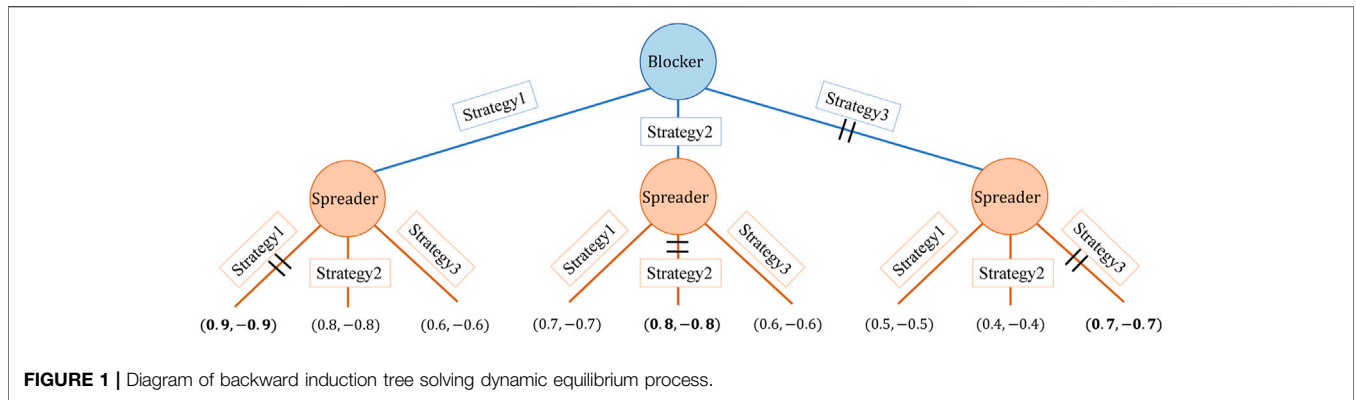 Blocker
Strategy1
Strategy2
Strategy3
Spreader
Spreader
Spreader
Strategy1
Strategy2
Strategy3
Strategy1
Strategy2
Strategy3
Strategy1
Strategy2
Strategy3
(0.9, −0.9)
(0.8, −0.8)
(0.6, −0.6)
(0.7, −0.7)
(0.8, −0.8)
(0.6, −0.6)
(0.5, −0.5)
(0.4, −0.4)
(0.7, −0.7)
FIGURE 1 | Diagram of backward induction tree solving dynamic equilibrium process.